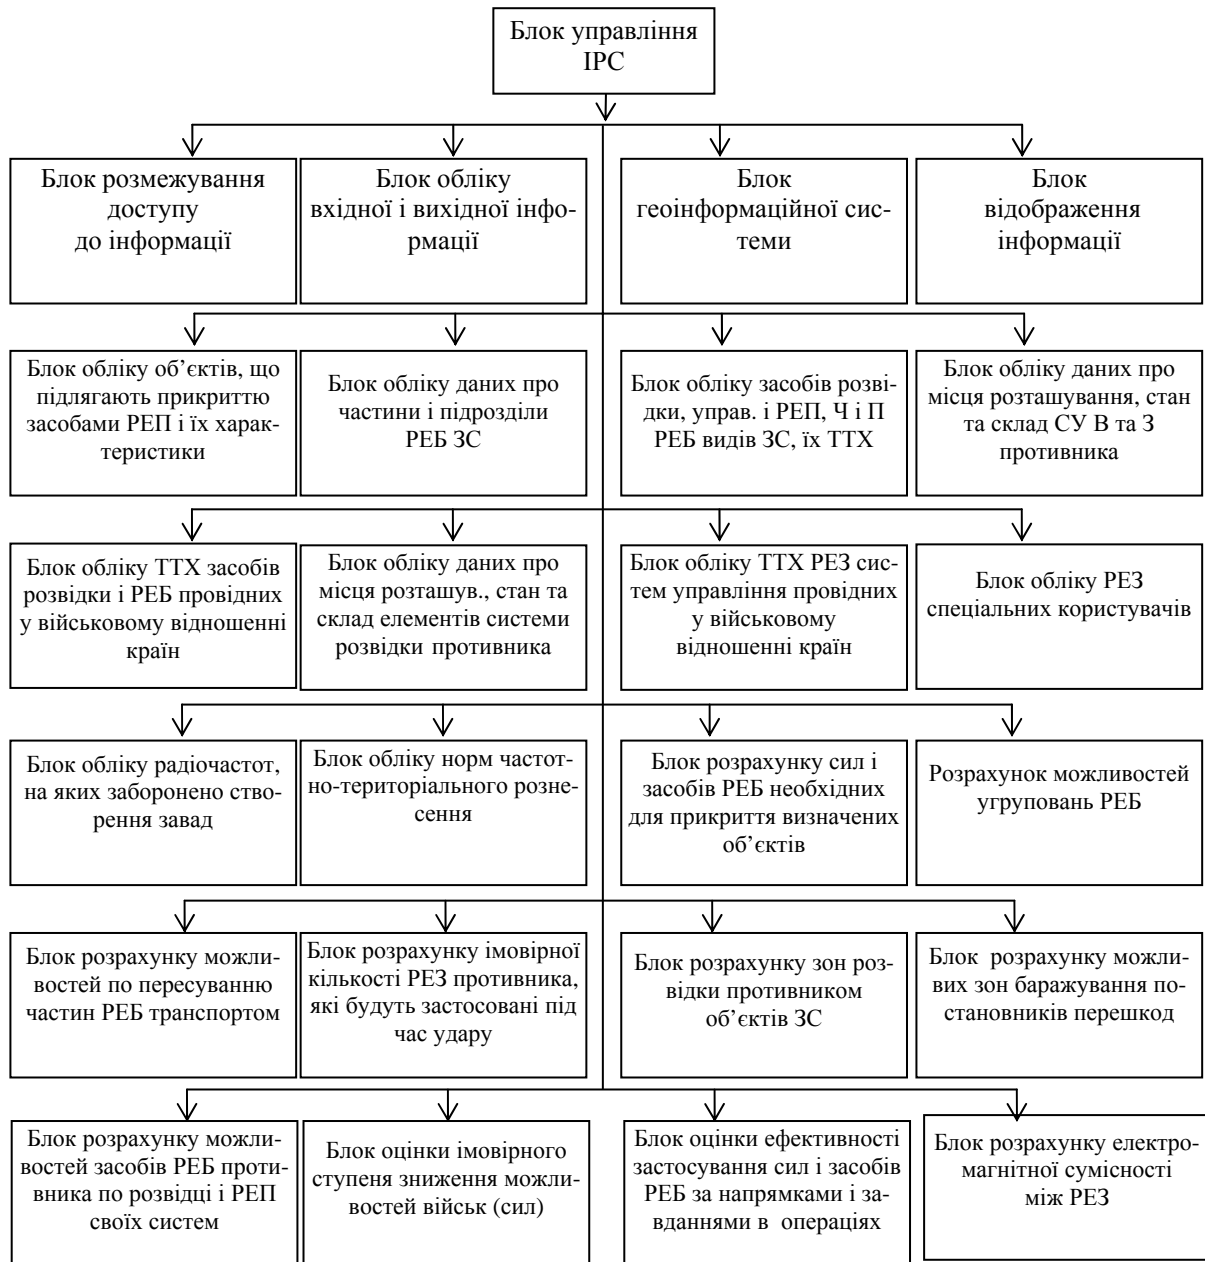 Блок управління
ІРС
Блок розмежування
доступу
до інформації
Блок обліку
вхідної і вихідної інфо-
рмації
Блок
геоінформаційної сис-
теми
Блок
відображення
інформації
Блок обліку об’єктів, що
підлягають прикриттю
засобами РЕП і їх харак-
теристики
Блок обліку даних про
частини і підрозділи
РЕБ ЗС
Блок обліку засобів розві-
дки, управ. і РЕП, Ч і П
РЕБ видів ЗС, їх ТТХ
Блок обліку даних про
місця розташування, стан
та склад СУ В та З
противника
Блок обліку ТТХ засобів
розвідки і РЕБ провідних
у військовому відношенні
країн
Блок обліку даних про
місця розташув., стан та
склад елементів системи
розвідки противника
Блок обліку ТТХ РЕЗ сис-
тем управління провідних
у військовому
відношенні країн
Блок обліку РЕЗ
спеціальних користувачів
Блок обліку радіочастот,
на яких заборонено ство-
рення завад
Блок обліку норм частот-
но-територіального розне-
сення
Блок розрахунку сил і
засобів РЕБ необхідних
для прикриття визначених
об’єктів
Розрахунок можливостей
угруповань РЕБ
Блок розрахунку можли-
востей по пересуванню
частин РЕБ транспортом
Блок розрахунку імовірної
кількості РЕЗ противника,
які будуть застосовані під
час удару
Блок розрахунку зон роз-
відки противником
об’єктів ЗС
Блок розрахунку можли-
вих зон баражування по-
становників перешкод
Блок розрахунку можли-
востей засобів РЕБ проти-
вника по розвідці і РЕП
своїх систем
Блок оцінки імовірного
ступеня зниження можли-
востей військ (сил)
Блок оцінки ефективності
застосування сил і засобів
РЕБ за напрямками і за-
вданнями в операціях
Блок розрахунку електро-
магнітної сумісності
між РЕЗ